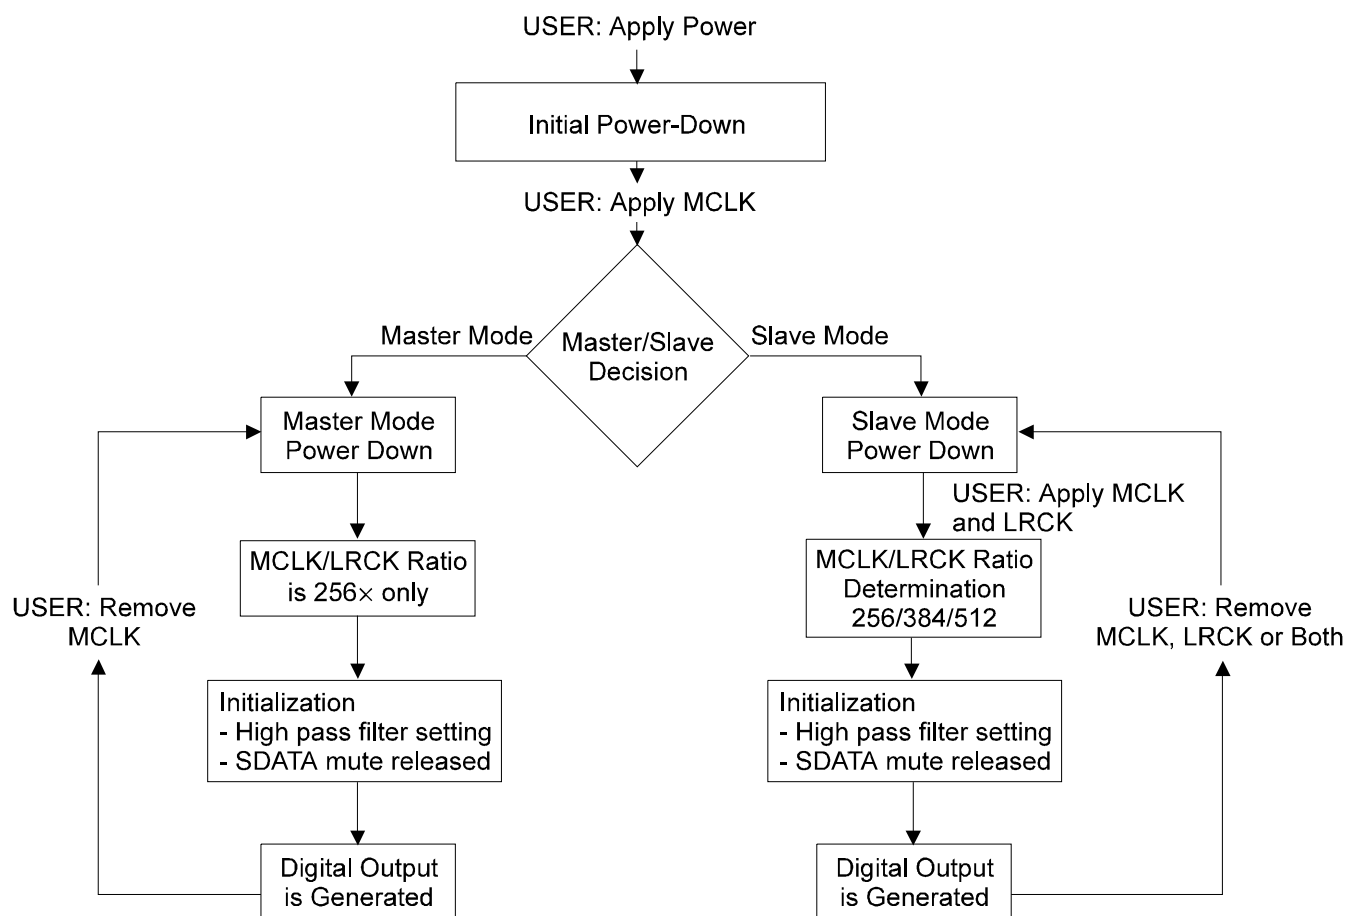 USER: Apply Power
Initial Power-Down
USER: Apply MCLK
Master/Slave
Decision
Master Mode
Slave Mode
Master Mode
Power Down
MCLK/LRCK Ratio
is 256× only
Initialization
- High pass filter setting
- SDATA mute released
Digital Output
is Generated
USER: Remove
MCLK
Slave Mode
Power Down
USER: Apply MCLK
and LRCK
MCLK/LRCK Ratio
Determination
256/384/512
Initialization
- High pass filter setting
- SDATA mute released
Digital Output
is Generated
USER: Remove
MCLK, LRCK or Both